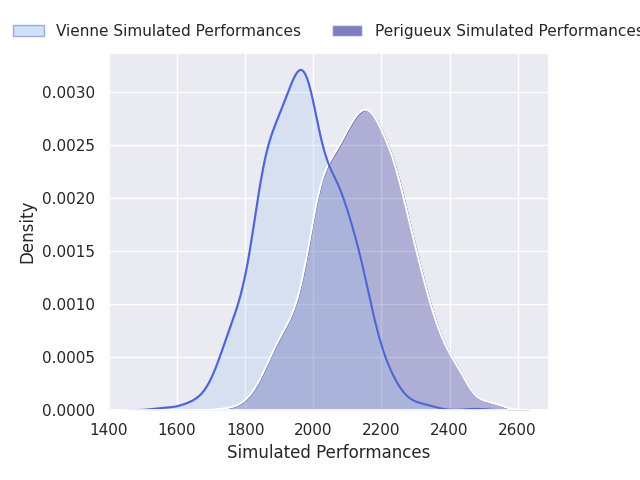 Vienne Simulated Performances
Perigueux Simulated Performances
Density
0.0030
0.0025
0.0020
0.0015
0.0010
0.0005
0.0000
1400 1600 1800 2000 2200 2400 2600
Simulated Performances